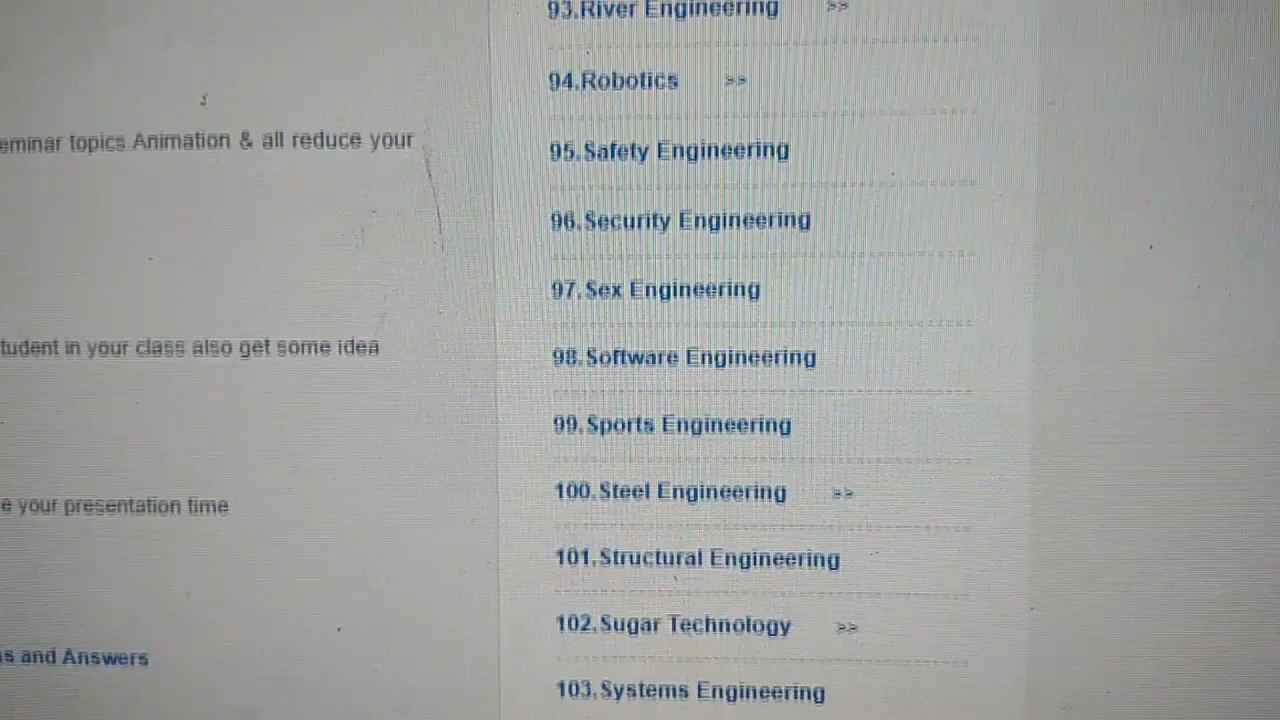 eminar topics Animation & all reduce your
tudent in your class also get some idea
e your presentation time
s and Answers
93.River Engineering >>
94.Robotics >>
95.Safety Engineering
96.Security Engineering
97.Sex Engineering
98.Software Engineering
99.Sports Engineering
100.Steel Engineering >>
101.Structural Engineering
102.Sugar Technology >>
103.Systems Engineering